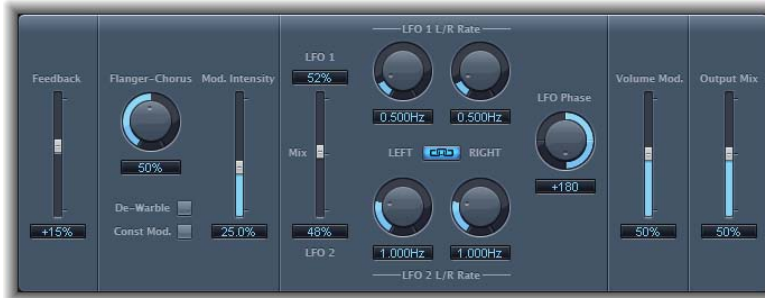 LFO 1 L/R Rate
LFO 1
Feedback
Flanger-Chorus
Mod. Intensity
52%
Volume Mod.
Output Mix
LFO Phase
0.500Hz
0.500Hz
50%
Mix
LEFT
RIGHT
+180
De-Warble
Const Mod.
+15%
25.0%
48%
1.000Hz
1.000Hz
50%
50%
LFO 2
LFO 2 L/R Rate